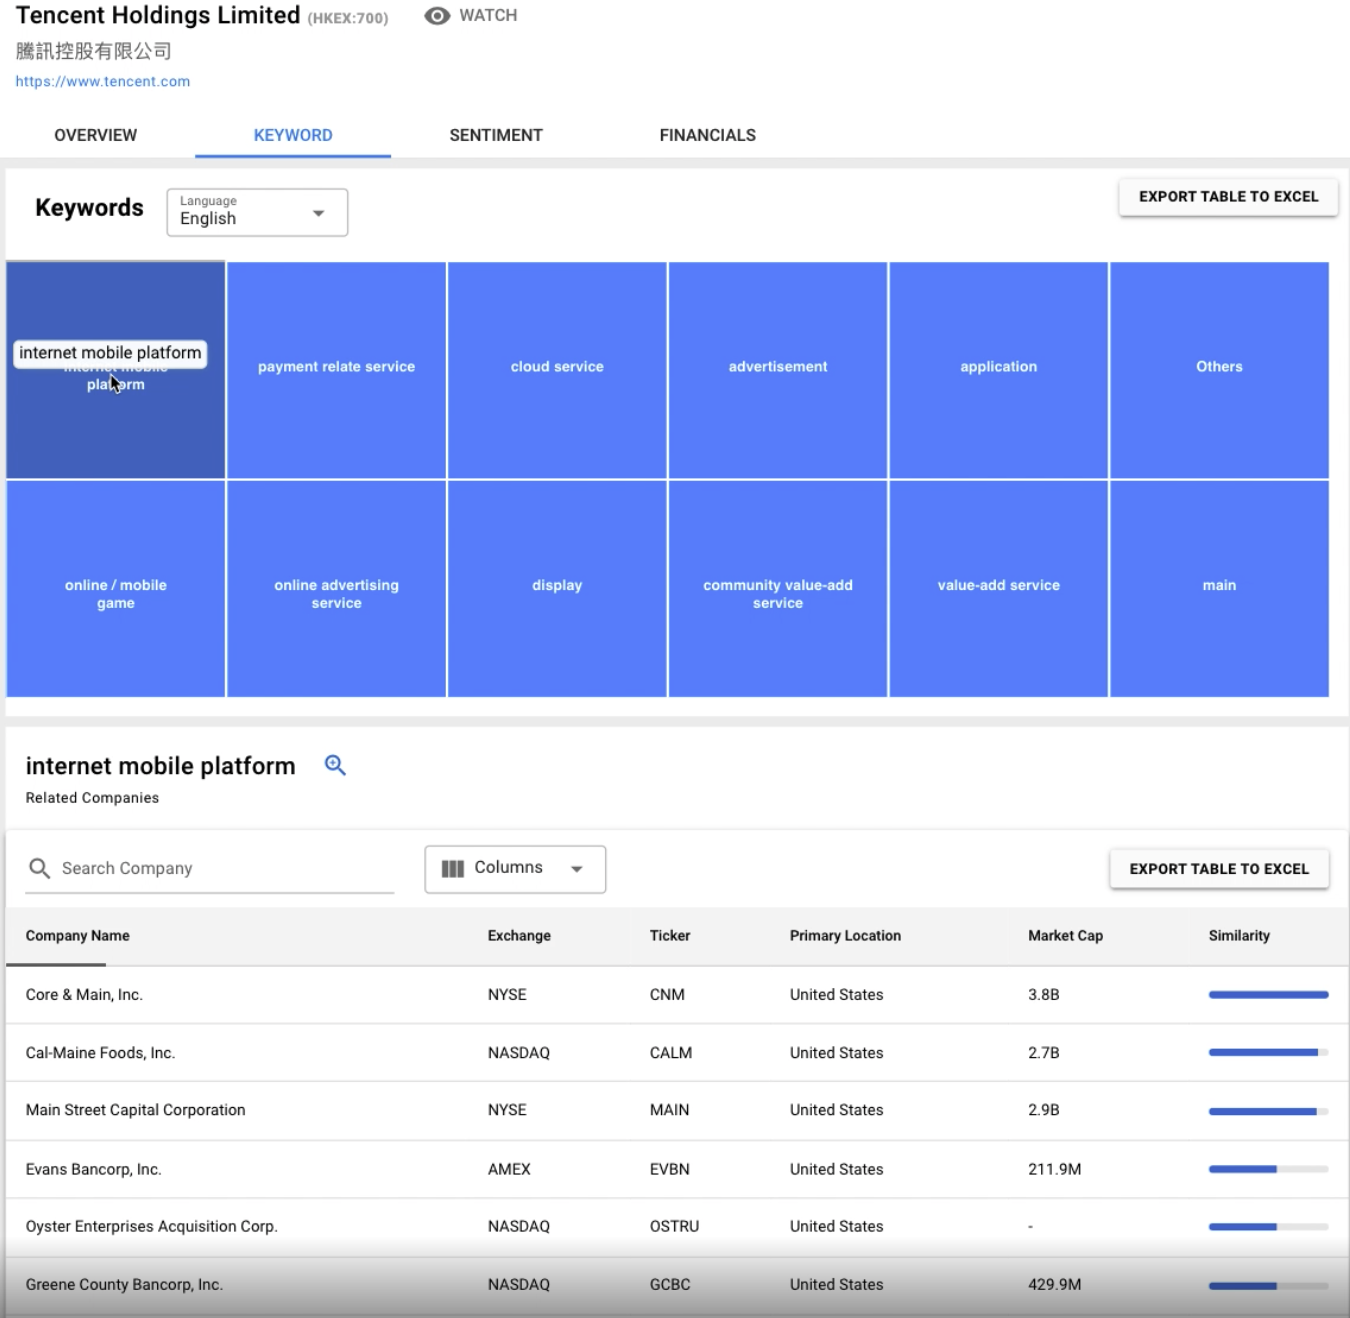 Tencent Holdings Limited (HKEX:700) WATCH
騰訊控股有限公司
https://www.tencent.com
OVERVIEW KEYWORD SENTIMENT FINANCIALS
Keywords Language English EXPORT TABLE TO EXCEL
internet mobile platform
internet mobile platform
payment relate service
cloud service
advertisement
application
Others
online / mobile game
online advertising service
display
community value-add service
value-add service
main
internet mobile platform
Related Companies
Search Company Columns EXPORT TABLE TO EXCEL
Company Name Exchange Ticker Primary Location Market Cap Similarity
Core & Main, Inc. NYSE CNM United States 3.8B
Cal-Maine Foods, Inc. NASDAQ CALM United States 2.7B
Main Street Capital Corporation NYSE MAIN United States 2.9B
Evans Bancorp, Inc. AMEX EVBN United States 211.9M
Oyster Enterprises Acquisition Corp. NASDAQ OSTRU United States -
Greene County Bancorp, Inc. NASDAQ GCBC United States 429.9M